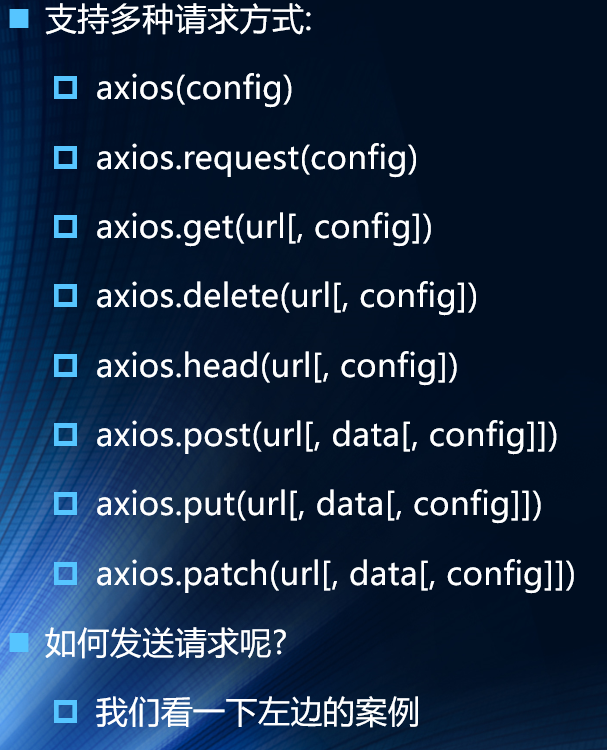 支持多种请求方式:
axios(config)
axios.request(config)
axios.get(url[, config])
axios.delete(url[, config])
axios.head(url[, config])
axios.post(url[, data[, config]])
axios.put(url[, data[, config]])
axios.patch(url[, data[, config]])
如何发送请求呢?
我们看一下左边的案例